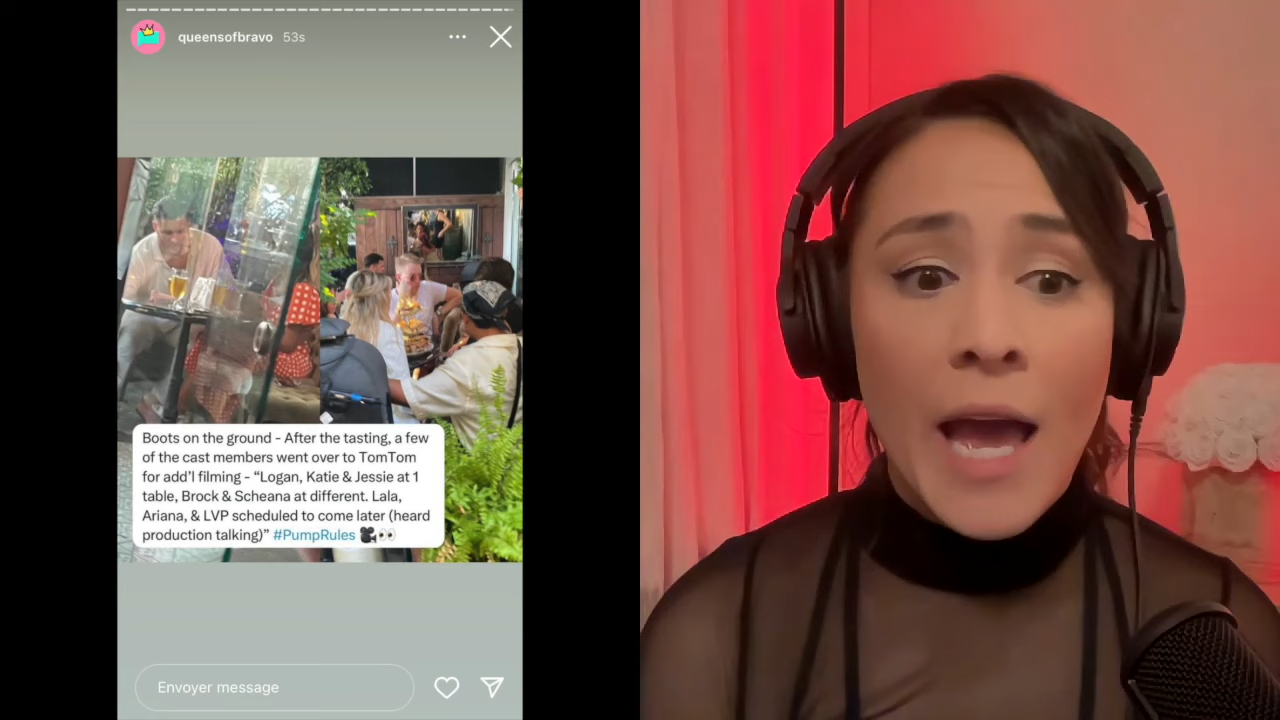 queensofbravo 53s
Boots on the ground - After the tasting, a few
of the cast members went over to TomTom
for add'l filming - “Logan, Katie & Jessie at 1
table, Brock & Scheana at different. Lala,
Ariana, & LVP scheduled to come later (heard
production talking)” #PumpRules 🎥👀
Envoyer message